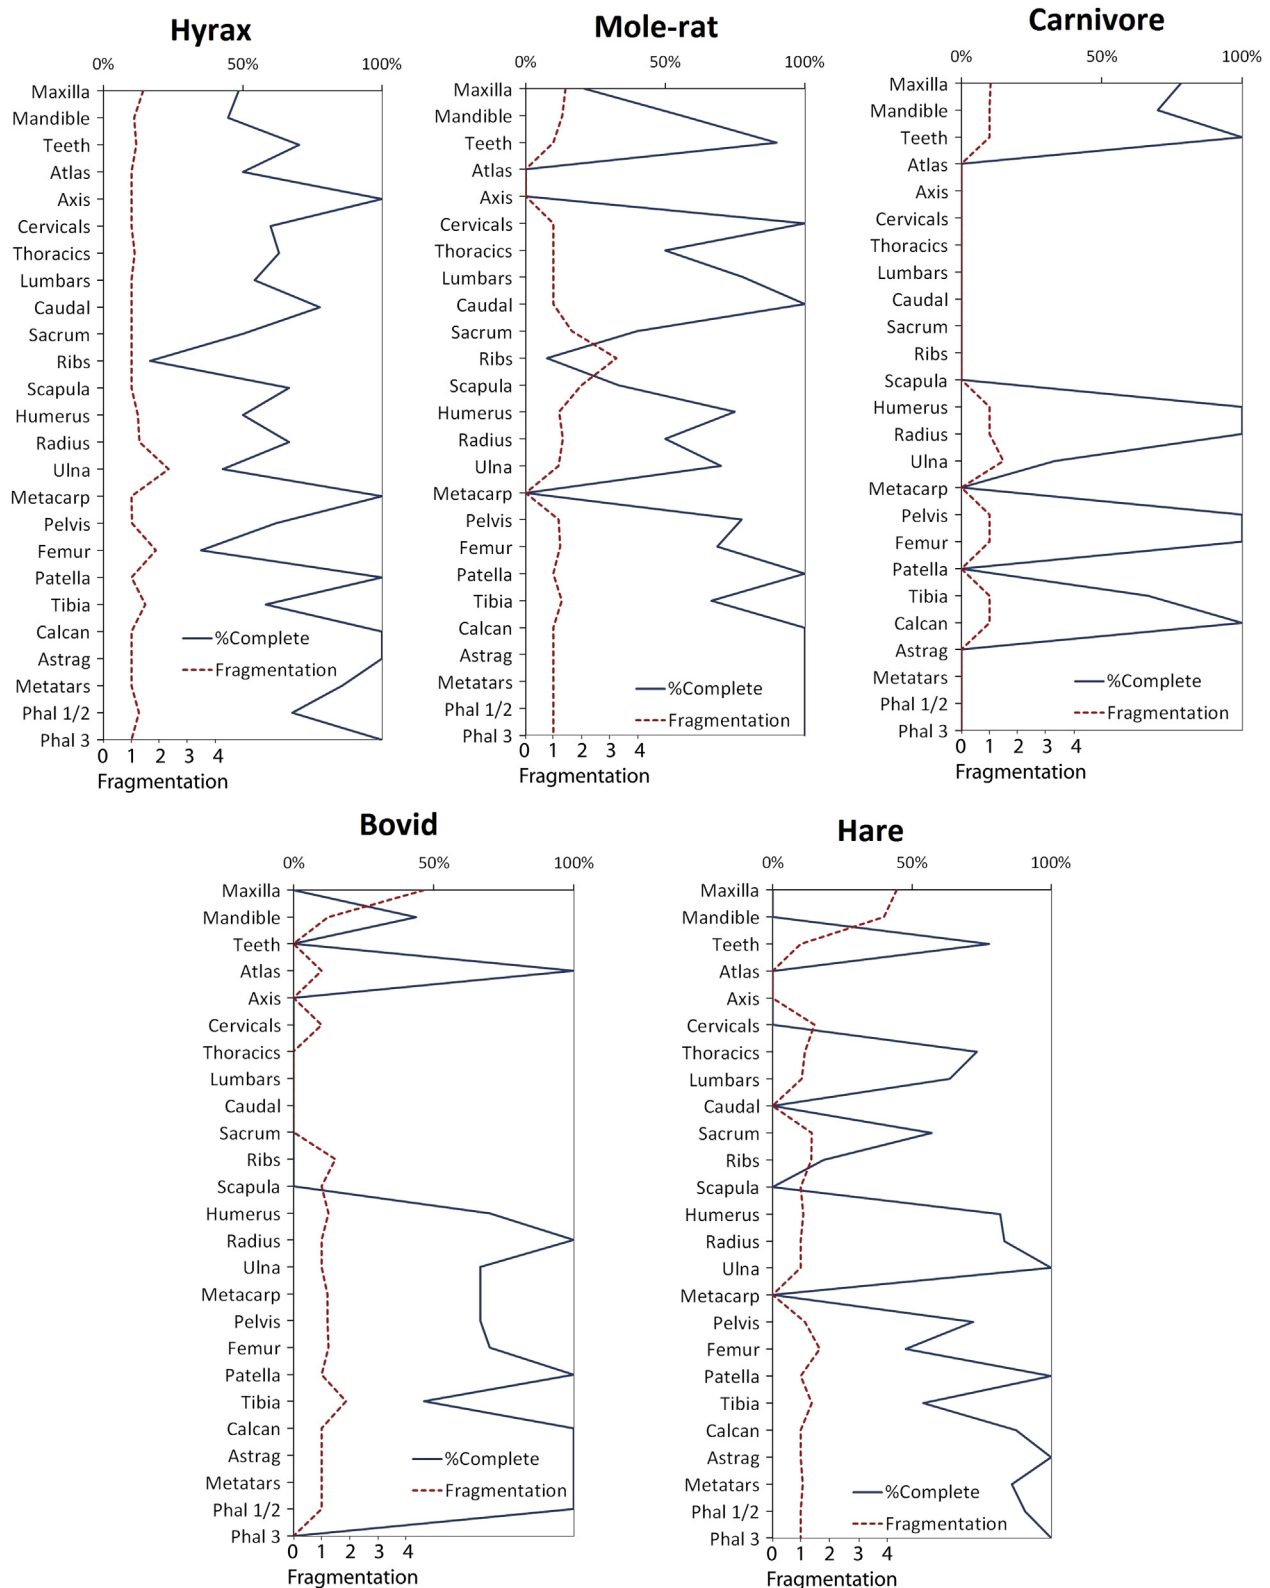 Hyrax
0% 50% 100%
Maxilla
Mandible
Teeth
Atlas
Axis
Cervicals
Thoracics
Lumbars
Caudal
Sacrum
Ribs
Scapula
Humerus
Radius
Ulna
Metacarp
Pelvis
Femur
Patella
Tibia
Calcan
Astrag
Metatars
Phal 1/2
Phal 3
%Complete
Fragmentation
0 1 2 3 4
Fragmentation
Mole-rat
0% 50% 100%
Maxilla
Mandible
Teeth
Atlas
Axis
Cervicals
Thoracics
Lumbars
Caudal
Sacrum
Ribs
Scapula
Humerus
Radius
Ulna
Metacarp
Pelvis
Femur
Patella
Tibia
Calcan
Astrag
Metatars
Phal 1/2
Phal 3
%Complete
Fragmentation
0 1 2 3 4
Fragmentation
Carnivore
0% 50% 100%
Maxilla
Mandible
Teeth
Atlas
Axis
Cervicals
Thoracics
Lumbars
Caudal
Sacrum
Ribs
Scapula
Humerus
Radius
Ulna
Metacarp
Pelvis
Femur
Patella
Tibia
Calcan
Astrag
Metatars
Phal 1/2
Phal 3
%Complete
Fragmentation
0 1 2 3 4
Fragmentation
Bovid
0% 50% 100%
Maxilla
Mandible
Teeth
Atlas
Axis
Cervicals
Thoracics
Lumbars
Caudal
Sacrum
Ribs
Scapula
Humerus
Radius
Ulna
Metacarp
Pelvis
Femur
Patella
Tibia
Calcan
Astrag
Metatars
Phal 1/2
Phal 3
%Complete
Fragmentation
0 1 2 3 4
Fragmentation
Hare
0% 50% 100%
Maxilla
Mandible
Teeth
Atlas
Axis
Cervicals
Thoracics
Lumbars
Caudal
Sacrum
Ribs
Scapula
Humerus
Radius
Ulna
Metacarp
Pelvis
Femur
Patella
Tibia
Calcan
Astrag
Metatars
Phal 1/2
Phal 3
%Complete
Fragmentation
0 1 2 3 4
Fragmentation